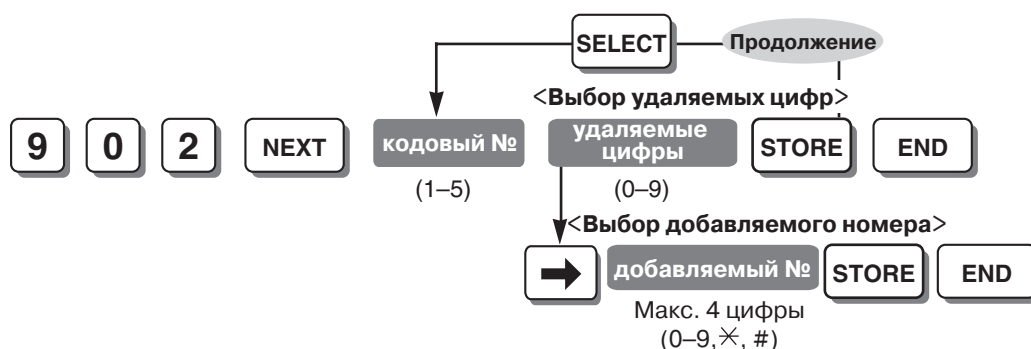 SELECT
Продолжение
<Выбор удаляемых цифр>
9 0 2 NEXT кодовый № удаляемые цифры STORE END
(1–5) (0–9)
<Выбор добавляемого номера>
➡ добавляемый № STORE END
Макс. 4 цифры
(0–9,✳, #)